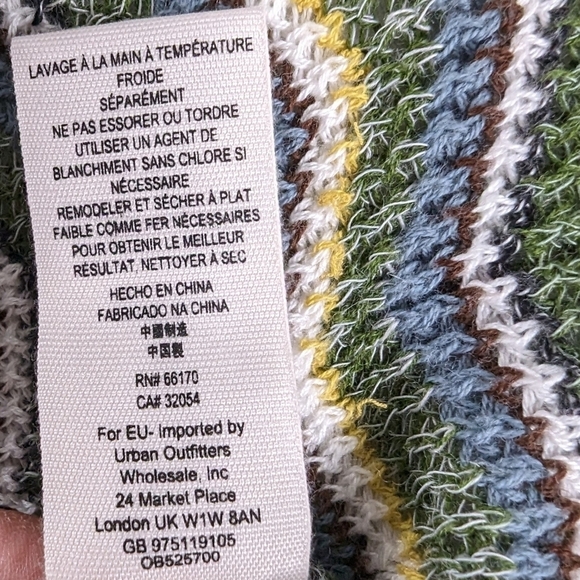 LAVAGE À LA MAIN À TEMPÉRATURE
FROIDE
SÉPARÉMENT
NE PAS ESSORER OU TORDRE
UTILISER UN AGENT DE
BLANCHIMENT SANS CHLORE SI
NÉCESSAIRE
REMODELER ET SÉCHER À PLAT
FAIBLE COMME FER NÉCESSAIRES
POUR OBTENIR LE MEILLEUR
RÉSULTAT, NETTOYER À SEC
HECHO EN CHINA
FABRICADO NA CHINA
中國制造
中国製
RN# 66170
CA# 32054
For EU- Imported by
Urban Outfitters
Wholesale, Inc
24 Market Place
London UK W1W 8AN
GB 975119105
OB525700